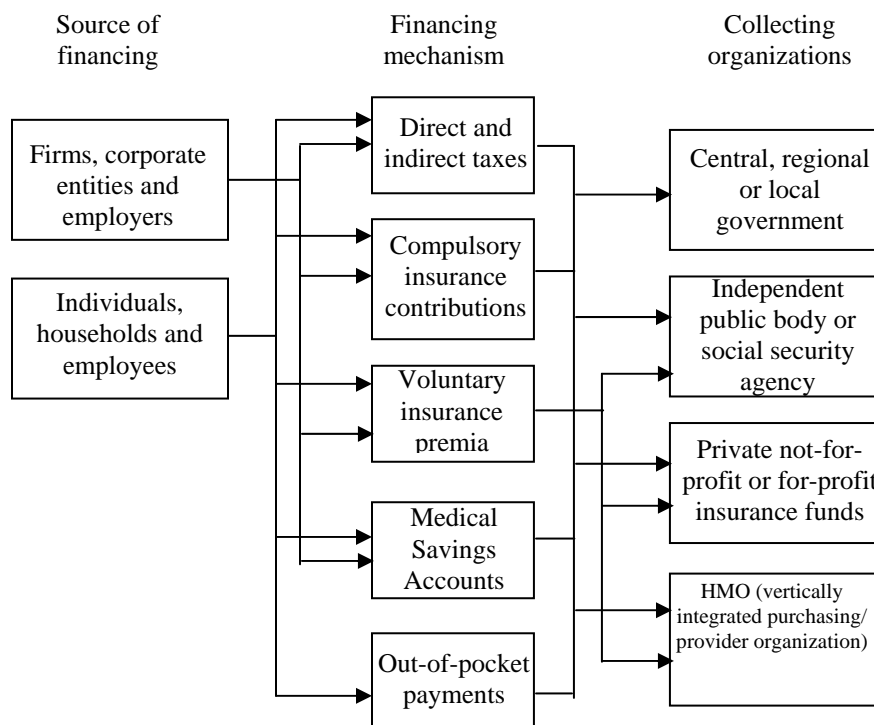 Source of
financing
Financing
mechanism
Collecting
organizations
Firms, corporate
entities and
employers
Individuals,
households and
employees
Direct and
indirect taxes
Compulsory
insurance
contributions
Voluntary
insurance
premia
Medical
Savings
Accounts
Out-of-pocket
payments
Central, regional
or local
government
Independent
public body or
social security
agency
Private not-for-
profit or for-profit
insurance funds
HMO (vertically
integrated purchasing/
provider organization)